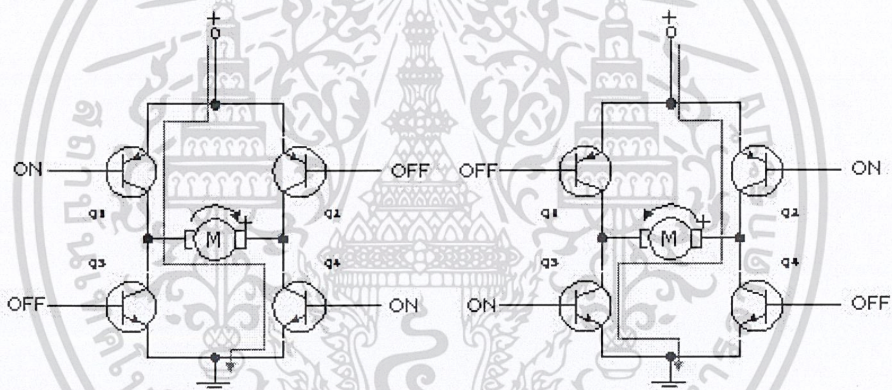 + +
ON OFF OFF ON
q1 q2 q1 q2
+ +
M M
q3 q4 q3 q4
OFF ON ON OFF